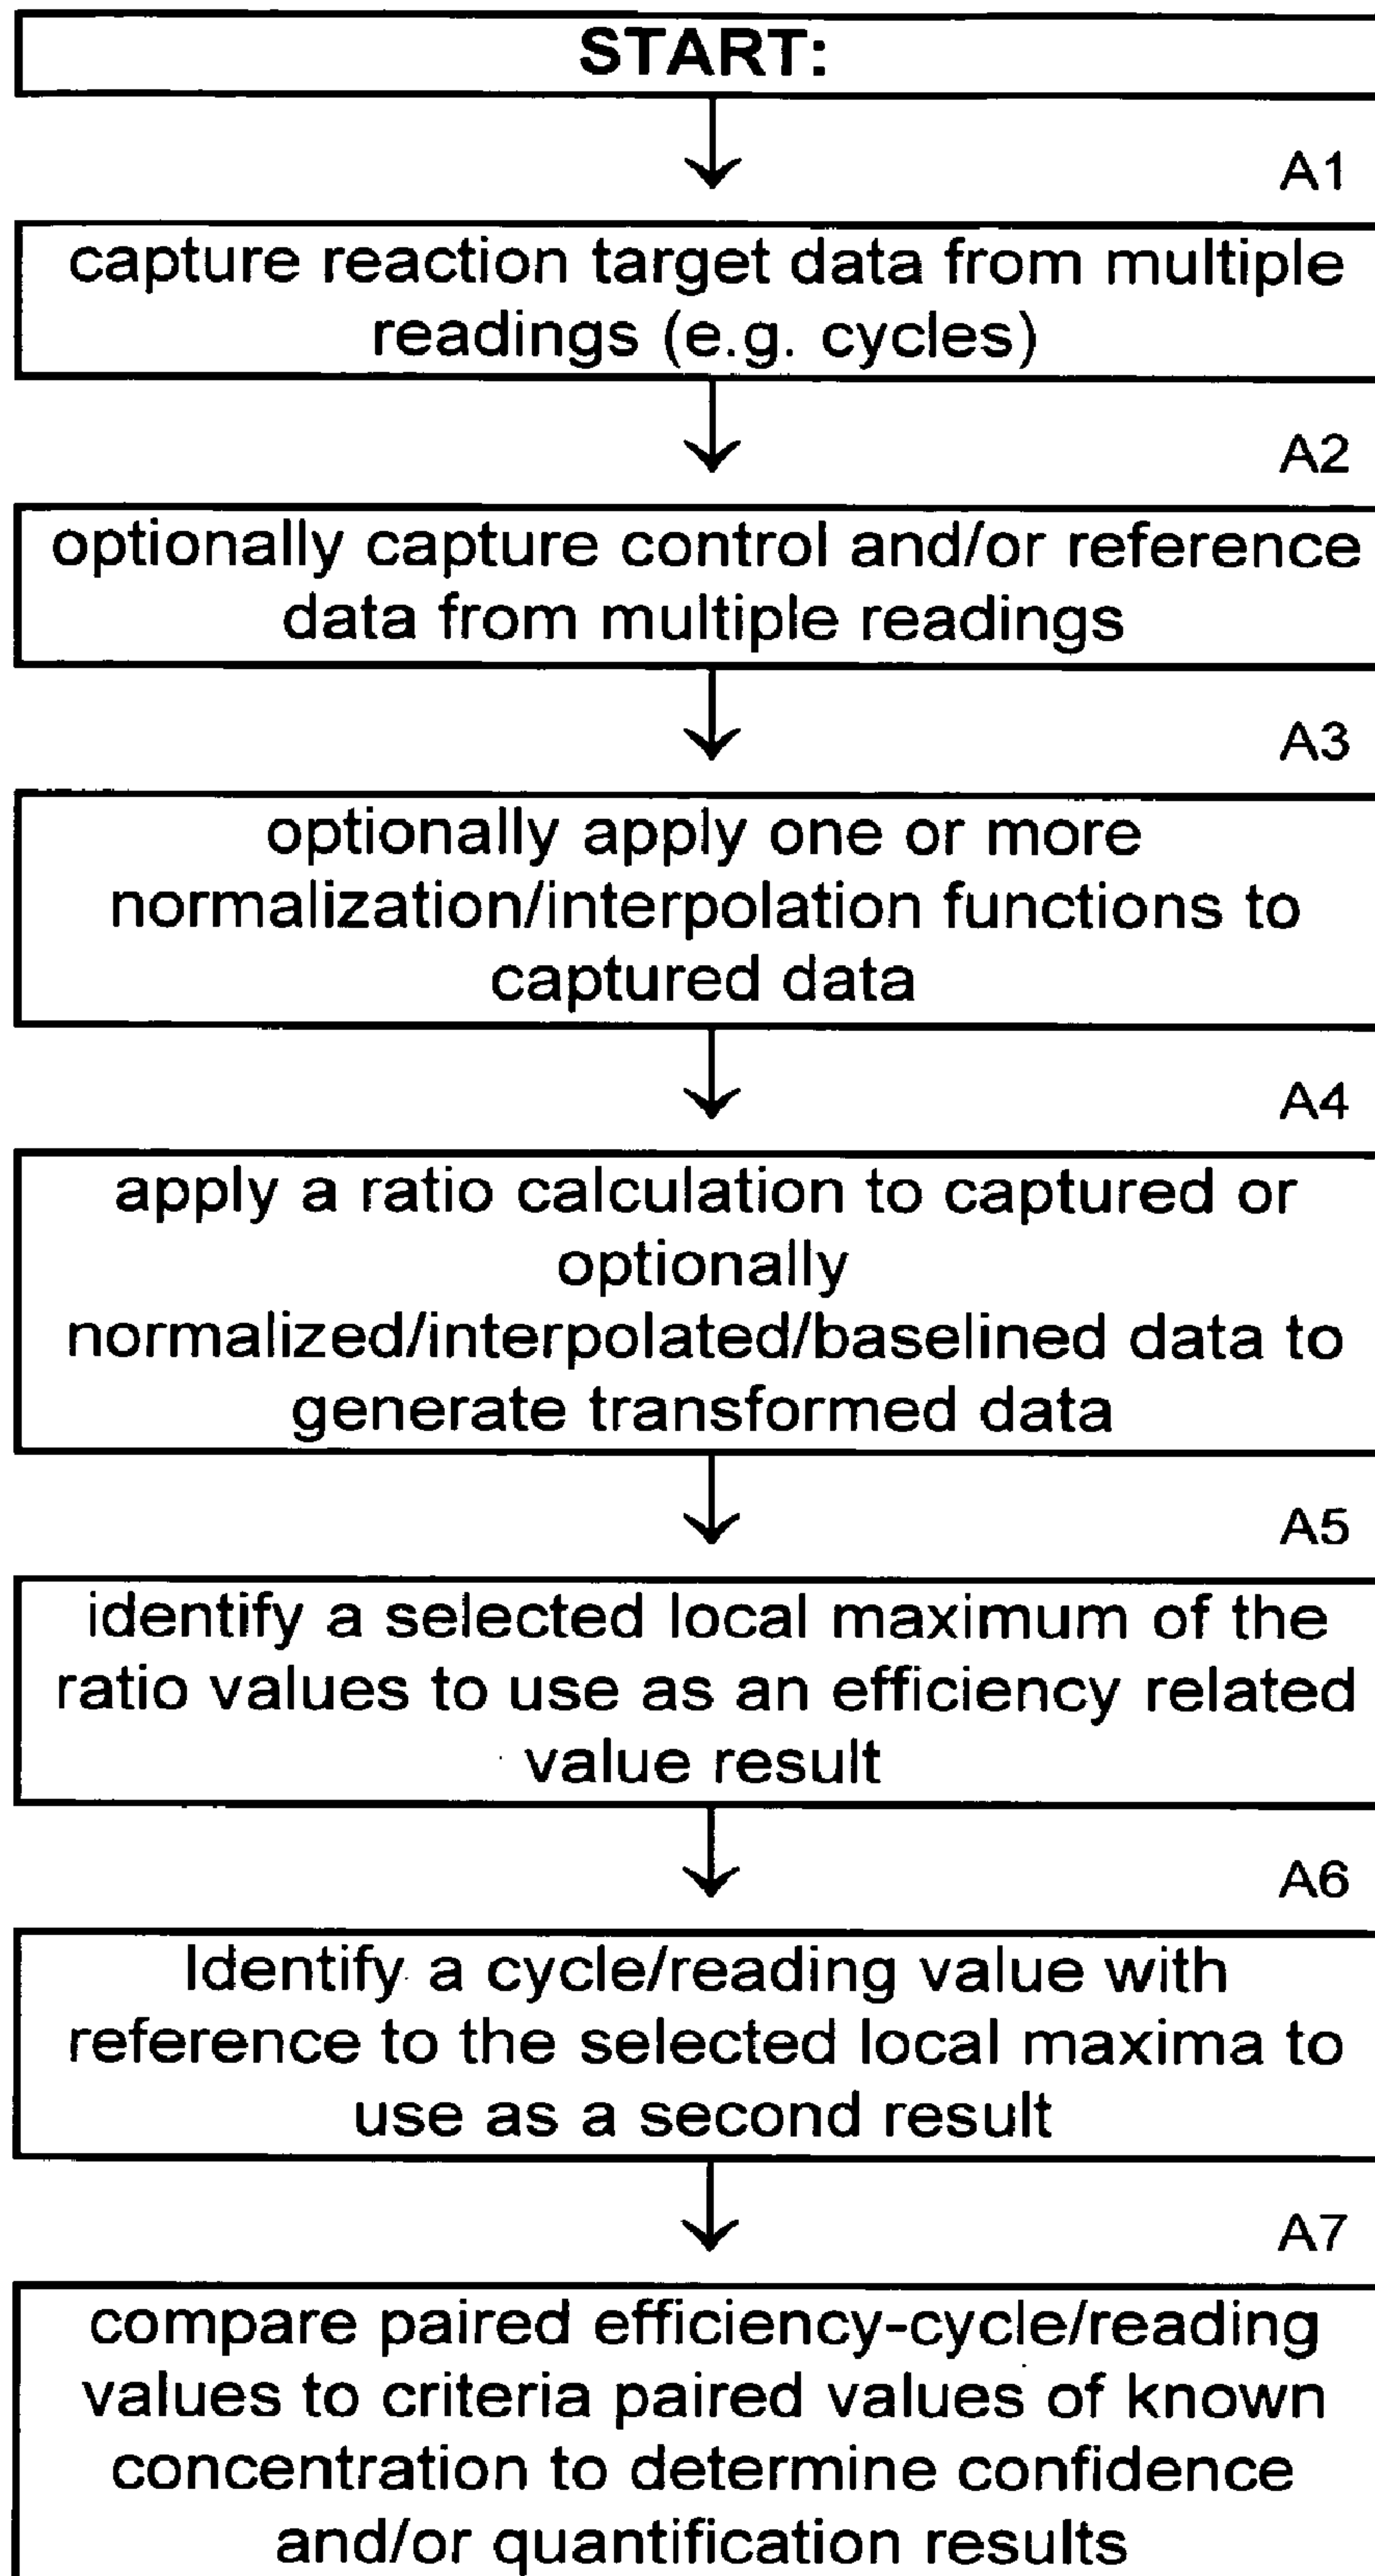 START:
A1
capture reaction target data from multiple
readings (e.g. cycles)
A2
optionally capture control and/or reference
data from multiple readings
A3
optionally apply one or more
normalization/interpolation functions to
captured data
A4
apply a ratio calculation to captured or
optionally
normalized/interpolated/baselined data to
generate transformed data
A5
identify a selected local maximum of the
ratio values to use as an efficiency related
value result
A6
Identify a cycle/reading value with
reference to the selected local maxima to
use as a second result
A7
compare paired efficiency-cycle/reading
values to criteria paired values of known
concentration to determine confidence
and/or quantification results